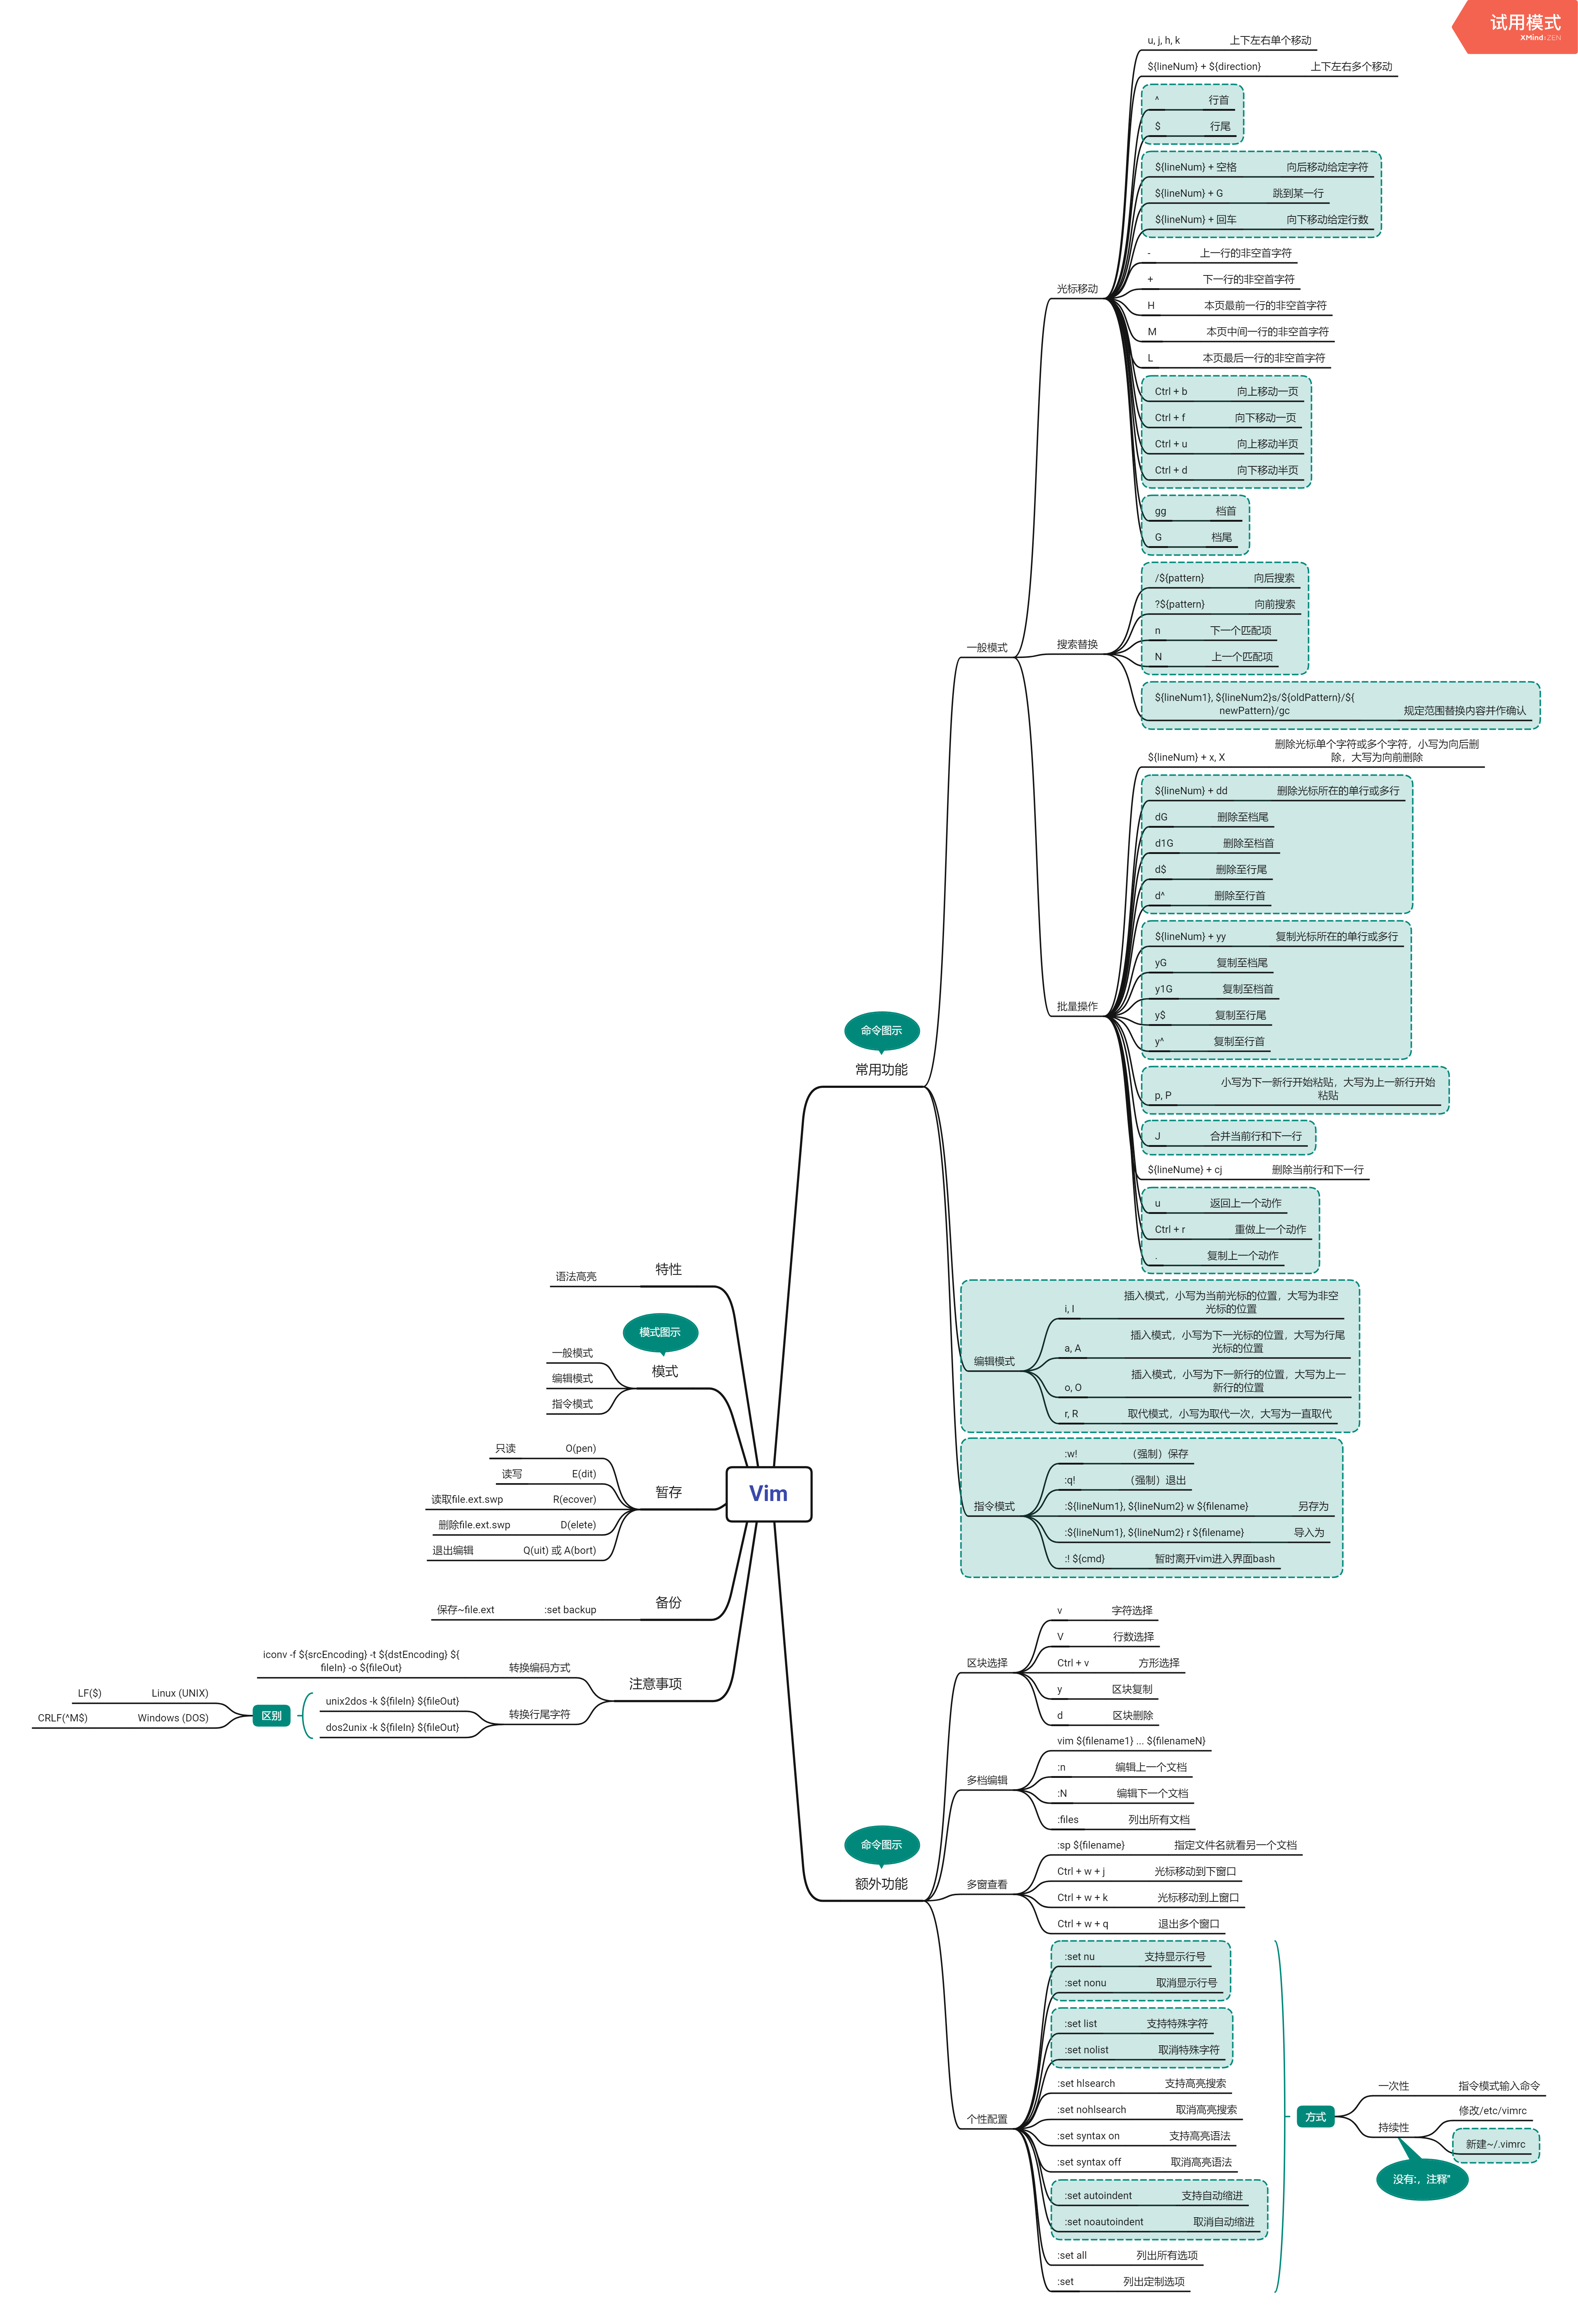 试用模式
XMind:ZEN
Vim
命令图示
常用功能
一般模式
光标移动
u, j, h, k 上下左右单个移动
${lineNum} + ${direction} 上下左右多个移动
^ 行首
$ 行尾
${lineNum} + 空格 向后移动给定字符
${lineNum} + G 跳到某一行
${lineNum} + 回车 向下移动给定行数
- 上一行的非空首字符
+ 下一行的非空首字符
H 本页最前一行的非空首字符
M 本页中间一行的非空首字符
L 本页最后一行的非空首字符
Ctrl + b 向上移动一页
Ctrl + f 向下移动一页
Ctrl + u 向上移动半页
Ctrl + d 向下移动半页
gg 档首
G 档尾
搜索替换
/${pattern} 向后搜索
?${pattern} 向前搜索
n 下一个匹配项
N 上一个匹配项
${lineNum1}, ${lineNum2}s/${oldPattern}/${
newPattern}/gc 规定范围替换内容并作确认
批量操作
${lineNum} + x, X 删除光标单个字符或多个字符，小写为向后删
除，大写为向前删除
${lineNum} + dd 删除光标所在的单行或多行
dG 删除至档尾
d1G 删除至档首
d$ 删除至行尾
d^ 删除至行首
${lineNum} + yy 复制光标所在的单行或多行
yG 复制至档尾
y1G 复制至档首
y$ 复制至行尾
y^ 复制至行首
p, P 小写为下一新行开始粘贴，大写为上一新行开始
粘贴
J 合并当前行和下一行
${lineNume} + cj 删除当前行和下一行
u 返回上一个动作
Ctrl + r 重做上一个动作
. 复制上一个动作
编辑模式
i, I 插入模式，小写为当前光标的位置，大写为非空
光标的位置
a, A 插入模式，小写为下一光标的位置，大写为行尾
光标的位置
o, O 插入模式，小写为下一新行的位置，大写为上一
新行的位置
r, R 取代模式，小写为取代一次，大写为一直取代
指令模式
:w! （强制）保存
:q! （强制）退出
:${lineNum1}, ${lineNum2} w ${filename} 另存为
:${lineNum1}, ${lineNum2} r ${filename} 导入为
:! ${cmd} 暂时离开vim进入界面bash
命令图示
额外功能
区块选择
v 字符选择
V 行数选择
Ctrl + v 方形选择
y 区块复制
d 区块删除
多档编辑
vim ${filename1} ... ${filenameN}
:n 编辑上一个文档
:N 编辑下一个文档
:files 列出所有文档
多窗查看
:sp ${filename} 指定文件名就看另一个文档
Ctrl + w + j 光标移动到下窗口
Ctrl + w + k 光标移动到上窗口
Ctrl + w + q 退出多个窗口
个性配置
:set nu 支持显示行号
:set nonu 取消显示行号
:set list 支持特殊字符
:set nolist 取消特殊字符
:set hlsearch 支持高亮搜索
:set nohlsearch 取消高亮搜索
:set syntax on 支持高亮语法
:set syntax off 取消高亮语法
:set autoindent 支持自动缩进
:set noautoindent 取消自动缩进
:set all 列出所有选项
:set 列出定制选项
方式
一次性 指令模式输入命令
持续性
修改/etc/vimrc
新建~/.vimrc
没有:，注释"
特性
语法高亮
模式图示
模式
一般模式
编辑模式
指令模式
暂存
只读 O(pen)
读写 E(dit)
读取file.ext.swp R(ecover)
删除file.ext.swp D(elete)
退出编辑 Q(uit) 或 A(bort)
备份
保存~file.ext :set backup
注意事项
iconv -f ${srcEncoding} -t ${dstEncoding} ${
fileIn} -o ${fileOut} 转换编码方式
转换行尾字符
unix2dos -k ${fileIn} ${fileOut}
dos2unix -k ${fileIn} ${fileOut}
区别
LF($) Linux (UNIX)
CRLF(^M$) Windows (DOS)